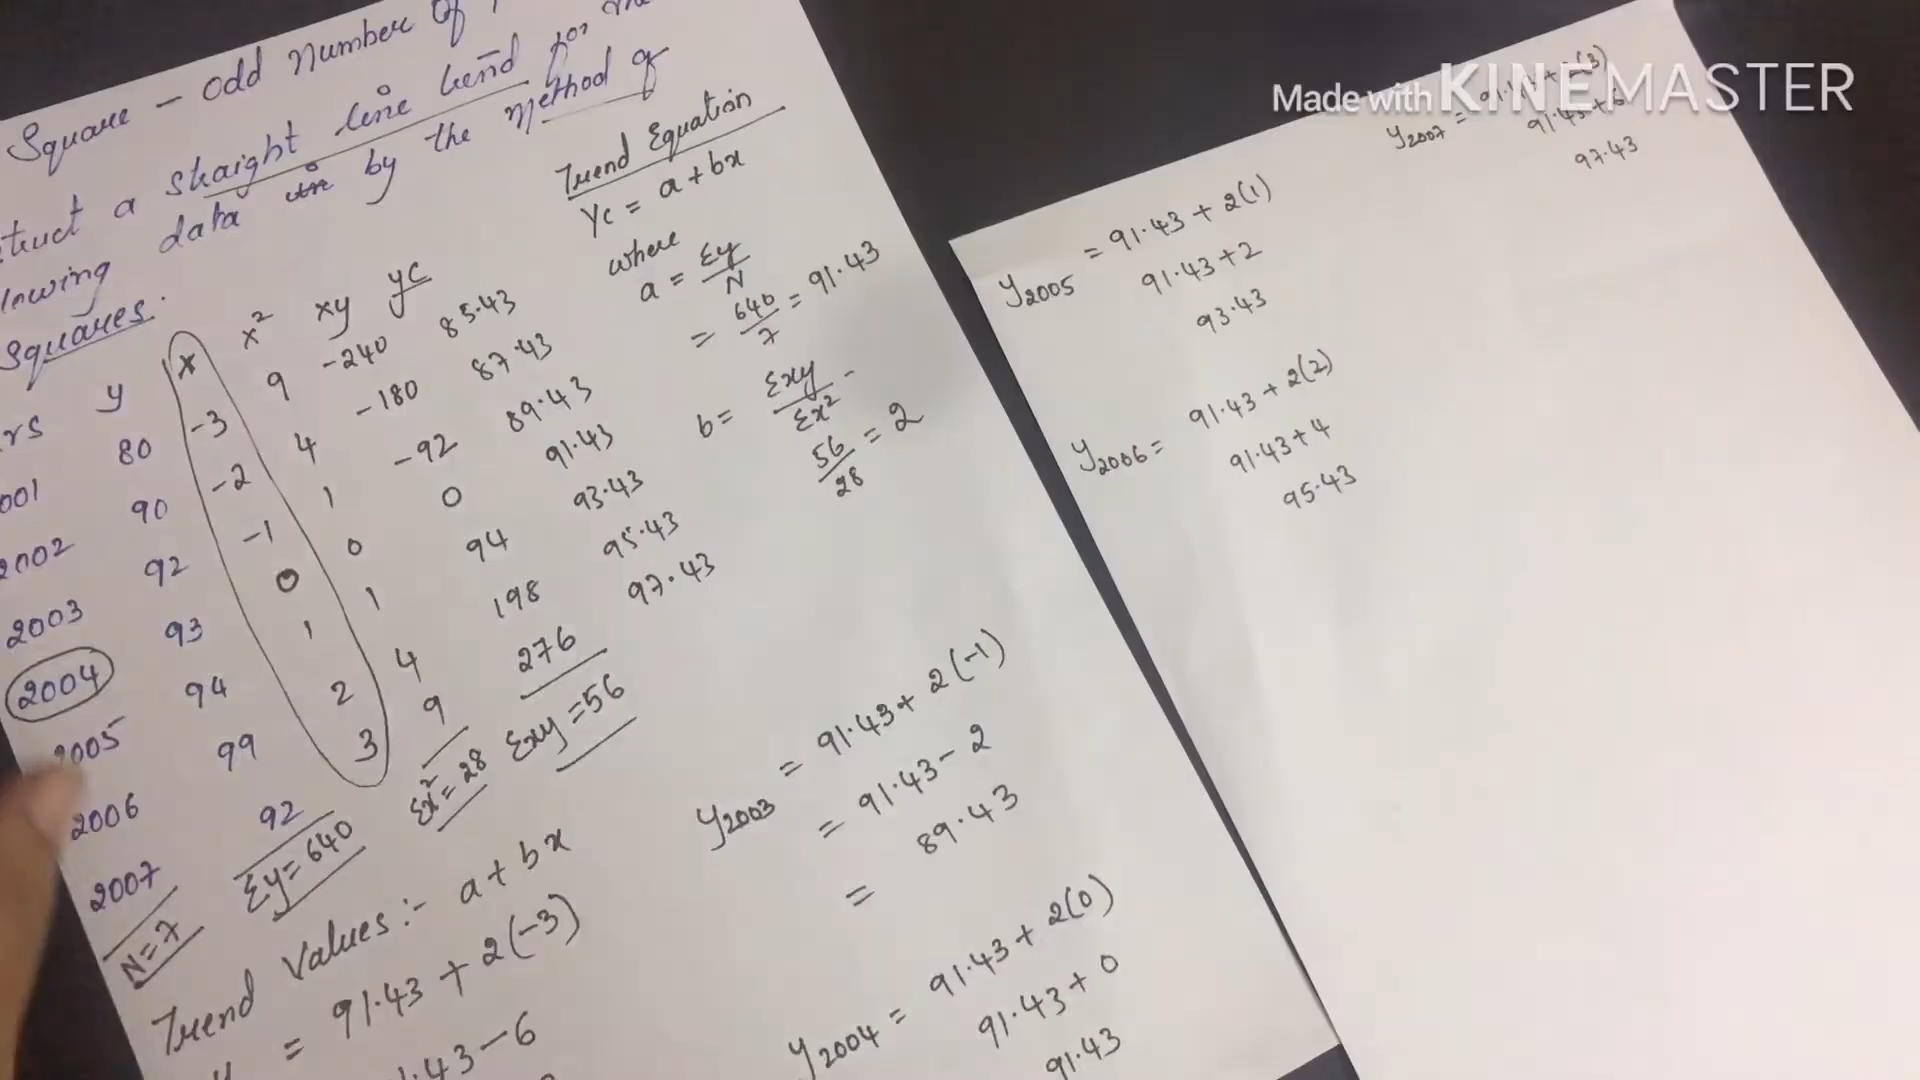 Square - odd number of
struct a straight line trend for the
lowing data by the method of
squares.
rs y x x² xy yc
001 80 -3 9 -240 85.43
2002 90 -2 4 -180 87.43
2003 92 -1 1 -92 89.43
2004 93 0 0 0 91.43
2005 94 1 1 94 93.43
2006 99 2 4 198 95.43
2007 92 3 9 276 97.43
N=7 Σy=640 Σx²=28 Σxy=56
Trend Equation
Yc = a+bx
where
a = Σy/N
= 640/7 = 91.43
b = Σxy/Σx²
56/28 = 2
Trend Values:- a+bx
= 91.43 + 2(-3)
1.43-6
y2003 = 91.43+2(-1)
= 91.43-2
= 89.43
y2004 = 91.43+2(0)
91.43+0
91.43
y2005 = 91.43+2(1)
91.43+2
93.43
y2006 = 91.43+2(2)
91.43+4
95.43
y2007 =
97.43
Made with KINEMASTER